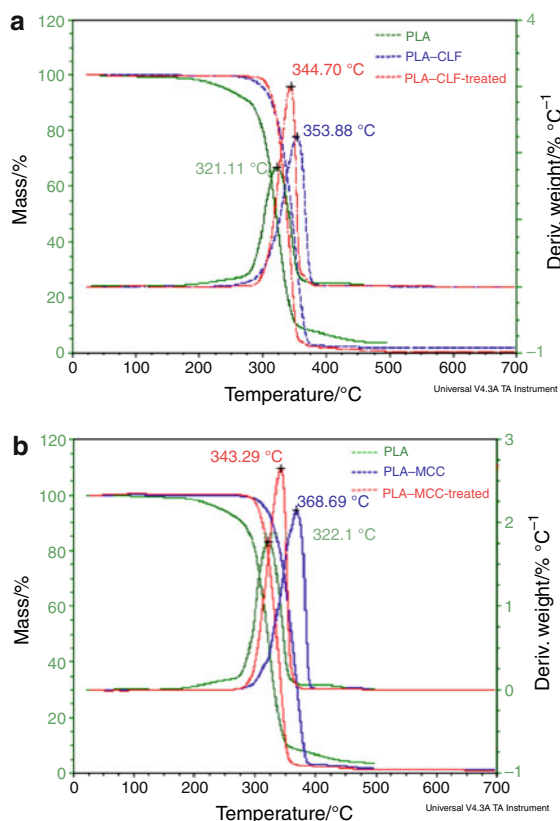 a
PLA
PLA–CLF
PLA–CLF-treated
344.70 °C
353.88 °C
321.11 °C
120
100
80
60
40
20
0
Mass/%
4
–1
Deriv. weight/% °C⁻¹
0
100
200
300
400
500
600
700
Temperature/°C
Universal V4.3A TA Instrument
b
PLA
PLA–MCC
PLA–MCC-treated
343.29 °C
368.69 °C
322.1 °C
120
100
80
60
40
20
0
Mass/%
3
2
1
0
–1
Deriv. weight/% °C⁻¹
0
100
200
300
400
500
600
700
Temperature/°C
Universal V4.3A TA Instrument